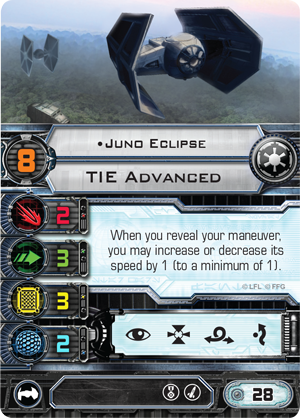 •Juno Eclipse
8
TIE Advanced
2
When you reveal your maneuver,
you may increase or decrease its
speed by 1 (to a minimum of 1).
3
©LFL ©FFG
3
2
28